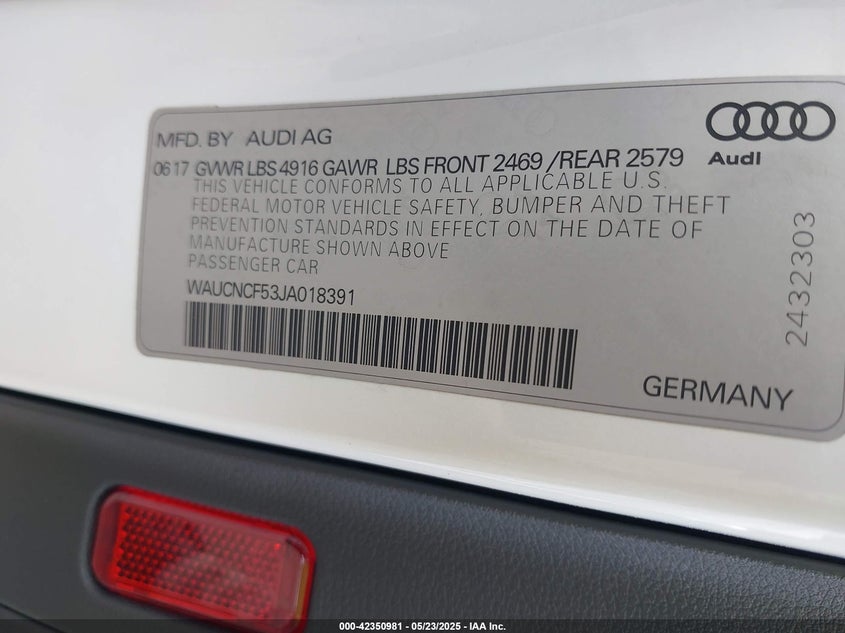 MFD. BY AUDI AG
Audi
0617 GVWR LBS 4916 GAWR LBS FRONT 2469 / REAR 2579
THIS VEHICLE CONFORMS TO ALL APPLICABLE U.S.
FEDERAL MOTOR VEHICLE SAFETY, BUMPER AND THEFT
PREVENTION STANDARDS IN EFFECT ON THE DATE OF
MANUFACTURE SHOWN ABOVE
PASSENGER CAR
WAUCNCF53JA018391
2432303
GERMANY
000-42350981 - 05/23/2025 - IAA Inc.